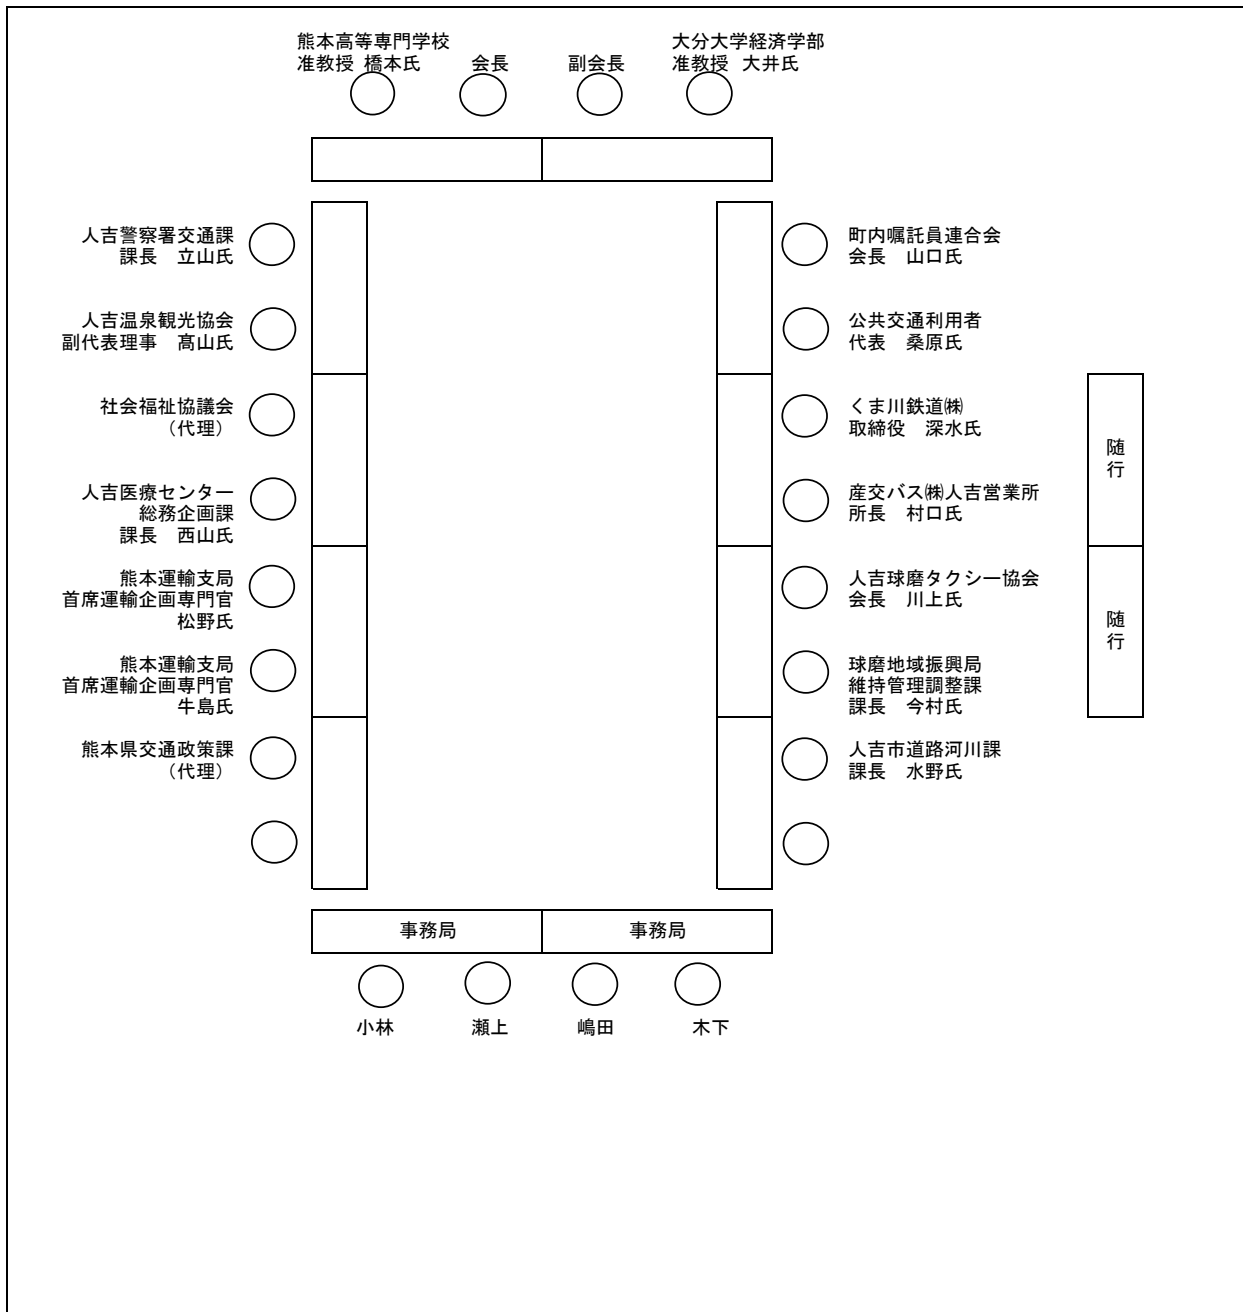 熊本高等専門学校
准教授 橋本氏
会長
副会長
大分大学経済学部
准教授 大井氏
人吉警察署交通課
課長 立山氏
人吉温泉観光協会
副代表理事 髙山氏
社会福祉協議会
（代理）
人吉医療センター
総務企画課
課長 西山氏
熊本運輸支局
首席運輸企画専門官
松野氏
熊本運輸支局
首席運輸企画専門官
牛島氏
熊本県交通政策課
（代理）
町内嘱託員連合会
会長 山口氏
公共交通利用者
代表 桑原氏
くま川鉄道㈱
取締役 深水氏
産交バス㈱人吉営業所
所長 村口氏
人吉球磨タクシー協会
会長 川上氏
球磨地域振興局
維持管理調整課
課長 今村氏
人吉市道路河川課
課長 水野氏
随行
随行
事務局
事務局
小林
瀬上
嶋田
木下